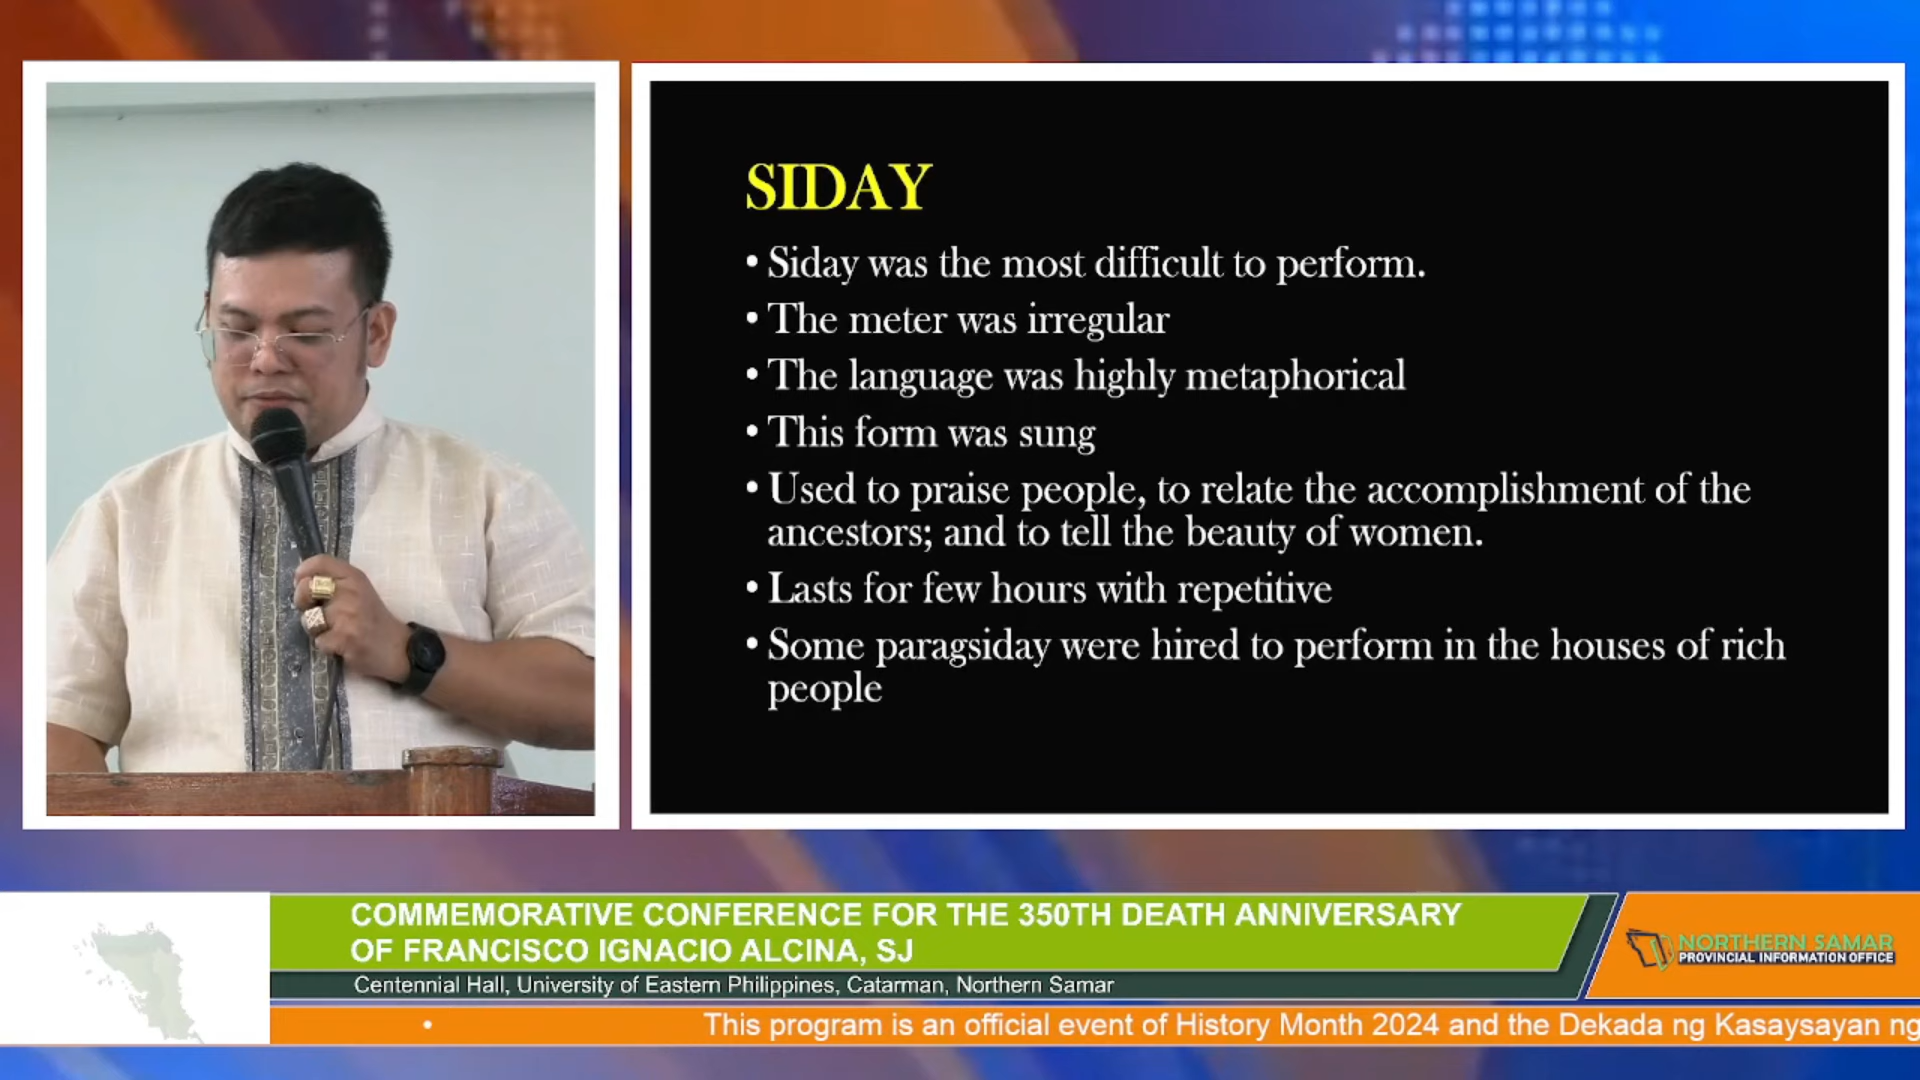 SIDAY
• Siday was the most difficult to perform.
• The meter was irregular
• The language was highly metaphorical
• This form was sung
• Used to praise people, to relate the accomplishment of the
ancestors; and to tell the beauty of women.
• Lasts for few hours with repetitive
• Some paragsiday were hired to perform in the houses of rich
people
COMMEMORATIVE CONFERENCE FOR THE 350TH DEATH ANNIVERSARY
OF FRANCISCO IGNACIO ALCINA, SJ
Centennial Hall, University of Eastern Philippines, Catarman, Northern Samar
NORTHERN SAMAR
PROVINCIAL INFORMATION OFFICE
• This program is an official event of History Month 2024 and the Dekada ng Kasaysayan ng